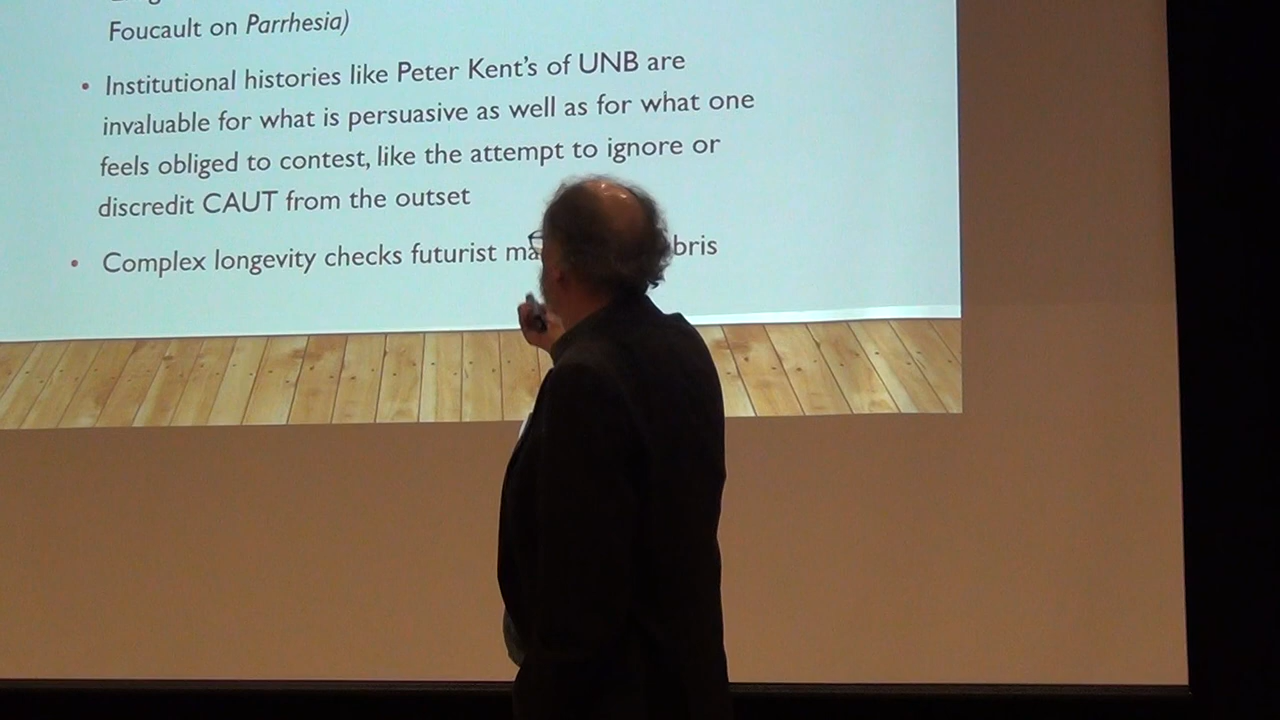 Foucault on Parrhesia)
• Institutional histories like Peter Kent's of UNB are
invaluable for what is persuasive as well as for what one
feels obliged to contest, like the attempt to ignore or
discredit CAUT from the outset
• Complex longevity checks futurist